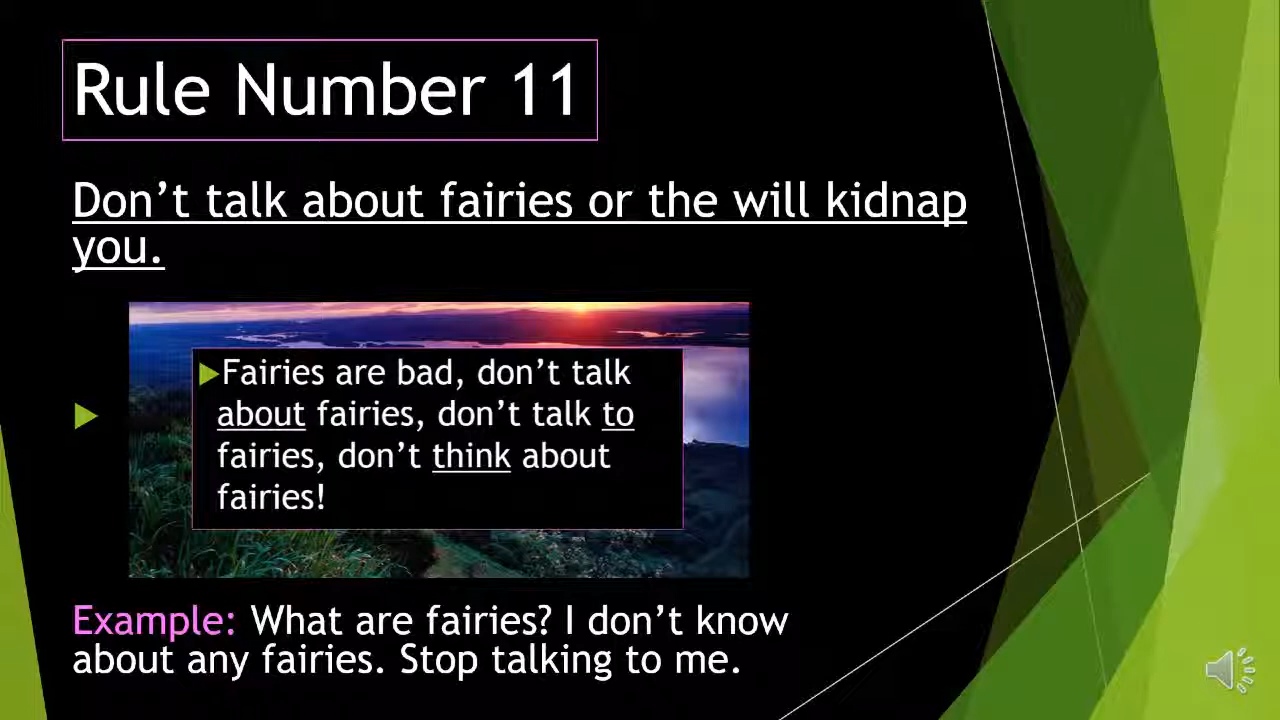 Rule Number 11
Don’t talk about fairies or the will kidnap
you.
Fairies are bad, don’t talk
about fairies, don’t talk to
fairies, don’t think about
fairies!
Example: What are fairies? I don’t know
about any fairies. Stop talking to me.